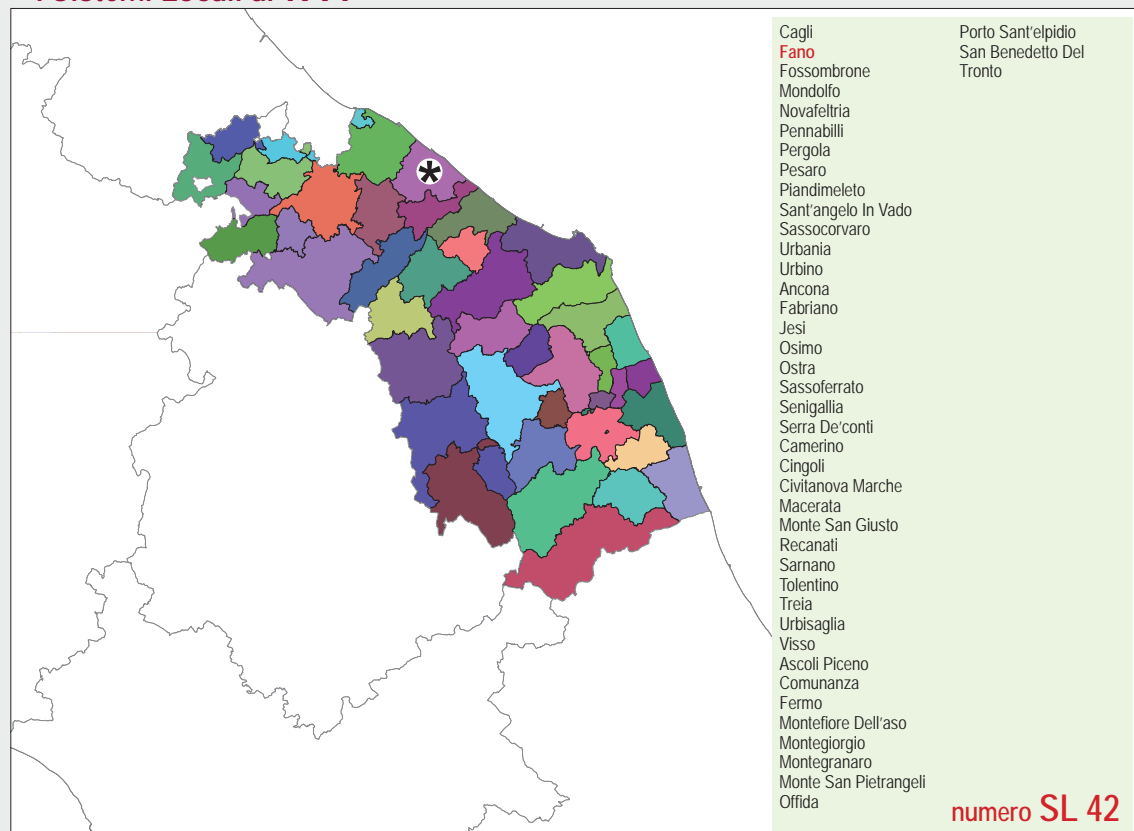 Cagli
Fano
Fossombrone
Mondolfo
Novafeltria
Pennabilli
Pergola
Pesaro
Piandimeleto
Sant'angelo In Vado
Sassocorvaro
Urbania
Urbino
Ancona
Fabriano
Jesi
Osimo
Ostra
Sassoferrato
Senigallia
Serra De'conti
Camerino
Cingoli
Civitanova Marche
Macerata
Monte San Giusto
Recanati
Sarnano
Tolentino
Treia
Urbisaglia
Visso
Ascoli Piceno
Comunanza
Fermo
Montefiore Dell'aso
Montegiorgio
Montegranaro
Monte San Pietrangeli
Offida
Porto Sant'elpidio
San Benedetto Del
Tronto
*
numero SL 42